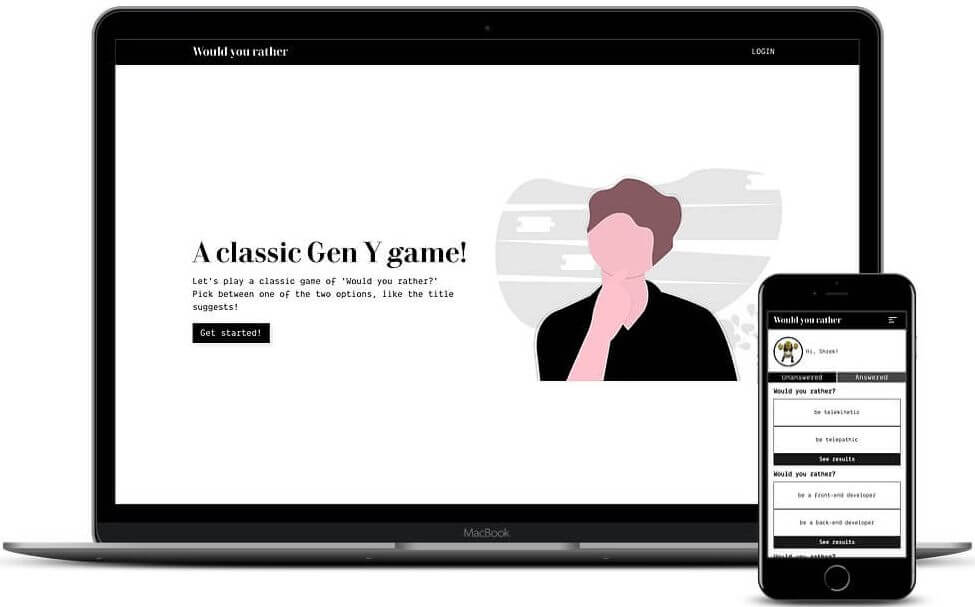 Would you rather
LOGIN
A classic Gen Y game!
Let's play a classic game of 'Would you rather?'
Pick between one of the two options, like the title
suggests!
Get started!
MacBook
Would you rather
Hi, Shrek!
Unanswered
Answered
Would you rather?
be telekinetic
be telepathic
See results
Would you rather?
be a front-end developer
be a back-end developer
See results
Would you rather?